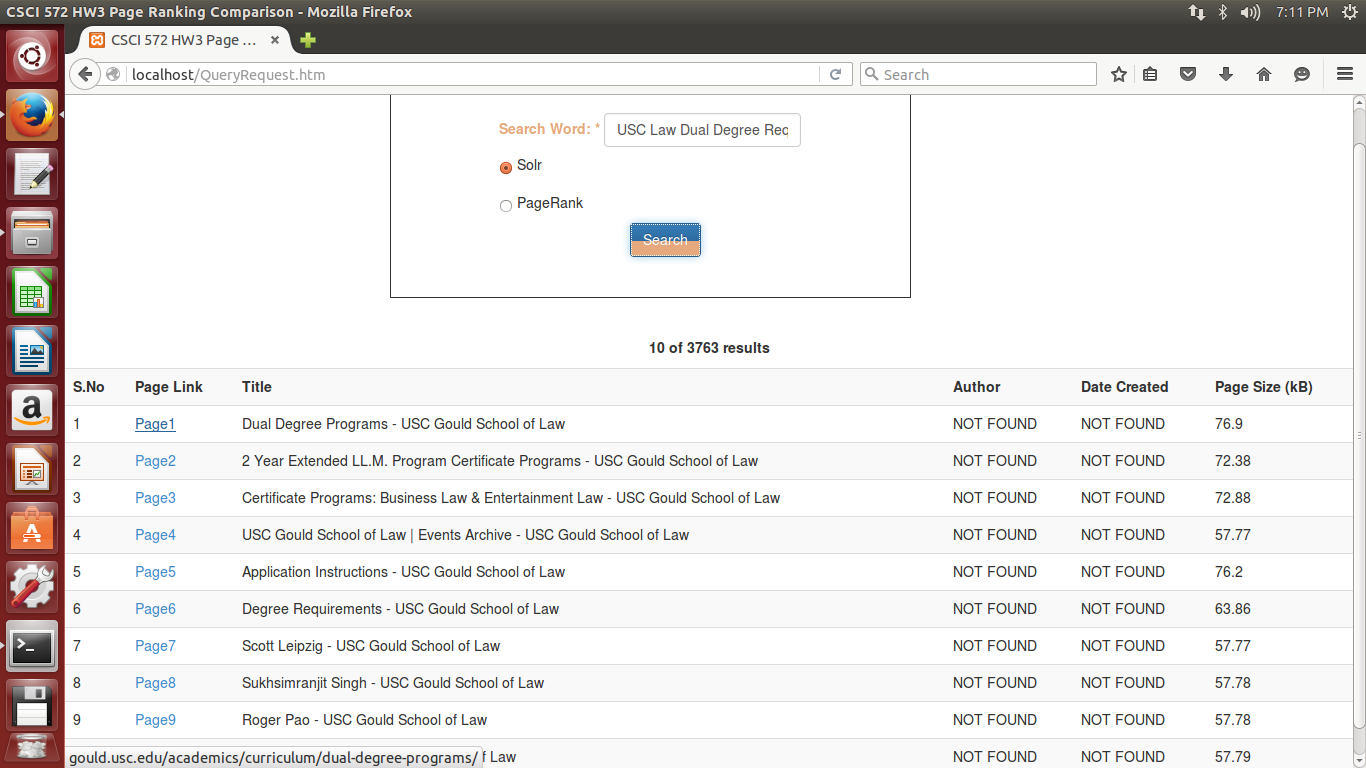 CSCI 572 HW3 Page Ranking Comparison - Mozilla Firefox 7:11 PM
CSCI 572 HW3 Page ...
localhost/QueryRequest.htm Search
Search Word: * USC Law Dual Degree Req
Solr
PageRank
Search
10 of 3763 results
S.No Page Link Title Author Date Created Page Size (kB)
1 Page1 Dual Degree Programs - USC Gould School of Law NOT FOUND NOT FOUND 76.9
2 Page2 2 Year Extended LL.M. Program Certificate Programs - USC Gould School of Law NOT FOUND NOT FOUND 72.38
3 Page3 Certificate Programs: Business Law & Entertainment Law - USC Gould School of Law NOT FOUND NOT FOUND 72.88
4 Page4 USC Gould School of Law | Events Archive - USC Gould School of Law NOT FOUND NOT FOUND 57.77
5 Page5 Application Instructions - USC Gould School of Law NOT FOUND NOT FOUND 76.2
6 Page6 Degree Requirements - USC Gould School of Law NOT FOUND NOT FOUND 63.86
7 Page7 Scott Leipzig - USC Gould School of Law NOT FOUND NOT FOUND 57.77
8 Page8 Sukhsimranjit Singh - USC Gould School of Law NOT FOUND NOT FOUND 57.78
9 Page9 Roger Pao - USC Gould School of Law NOT FOUND NOT FOUND 57.78
gould.usc.edu/academics/curriculum/dual-degree-programs/ f Law NOT FOUND NOT FOUND 57.79